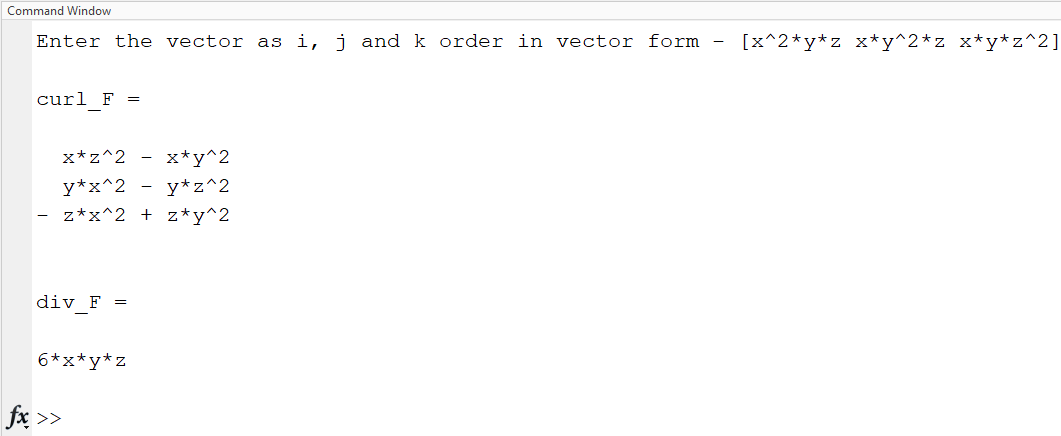 Command Window
Enter the vector as i, j and k order in vector form - [x^2*y*z x*y^2*z x*y*z^2]
curl_F =
x*z^2 - x*y^2
y*x^2 - y*z^2
- z*x^2 + z*y^2
div_F =
6*x*y*z
fx >>